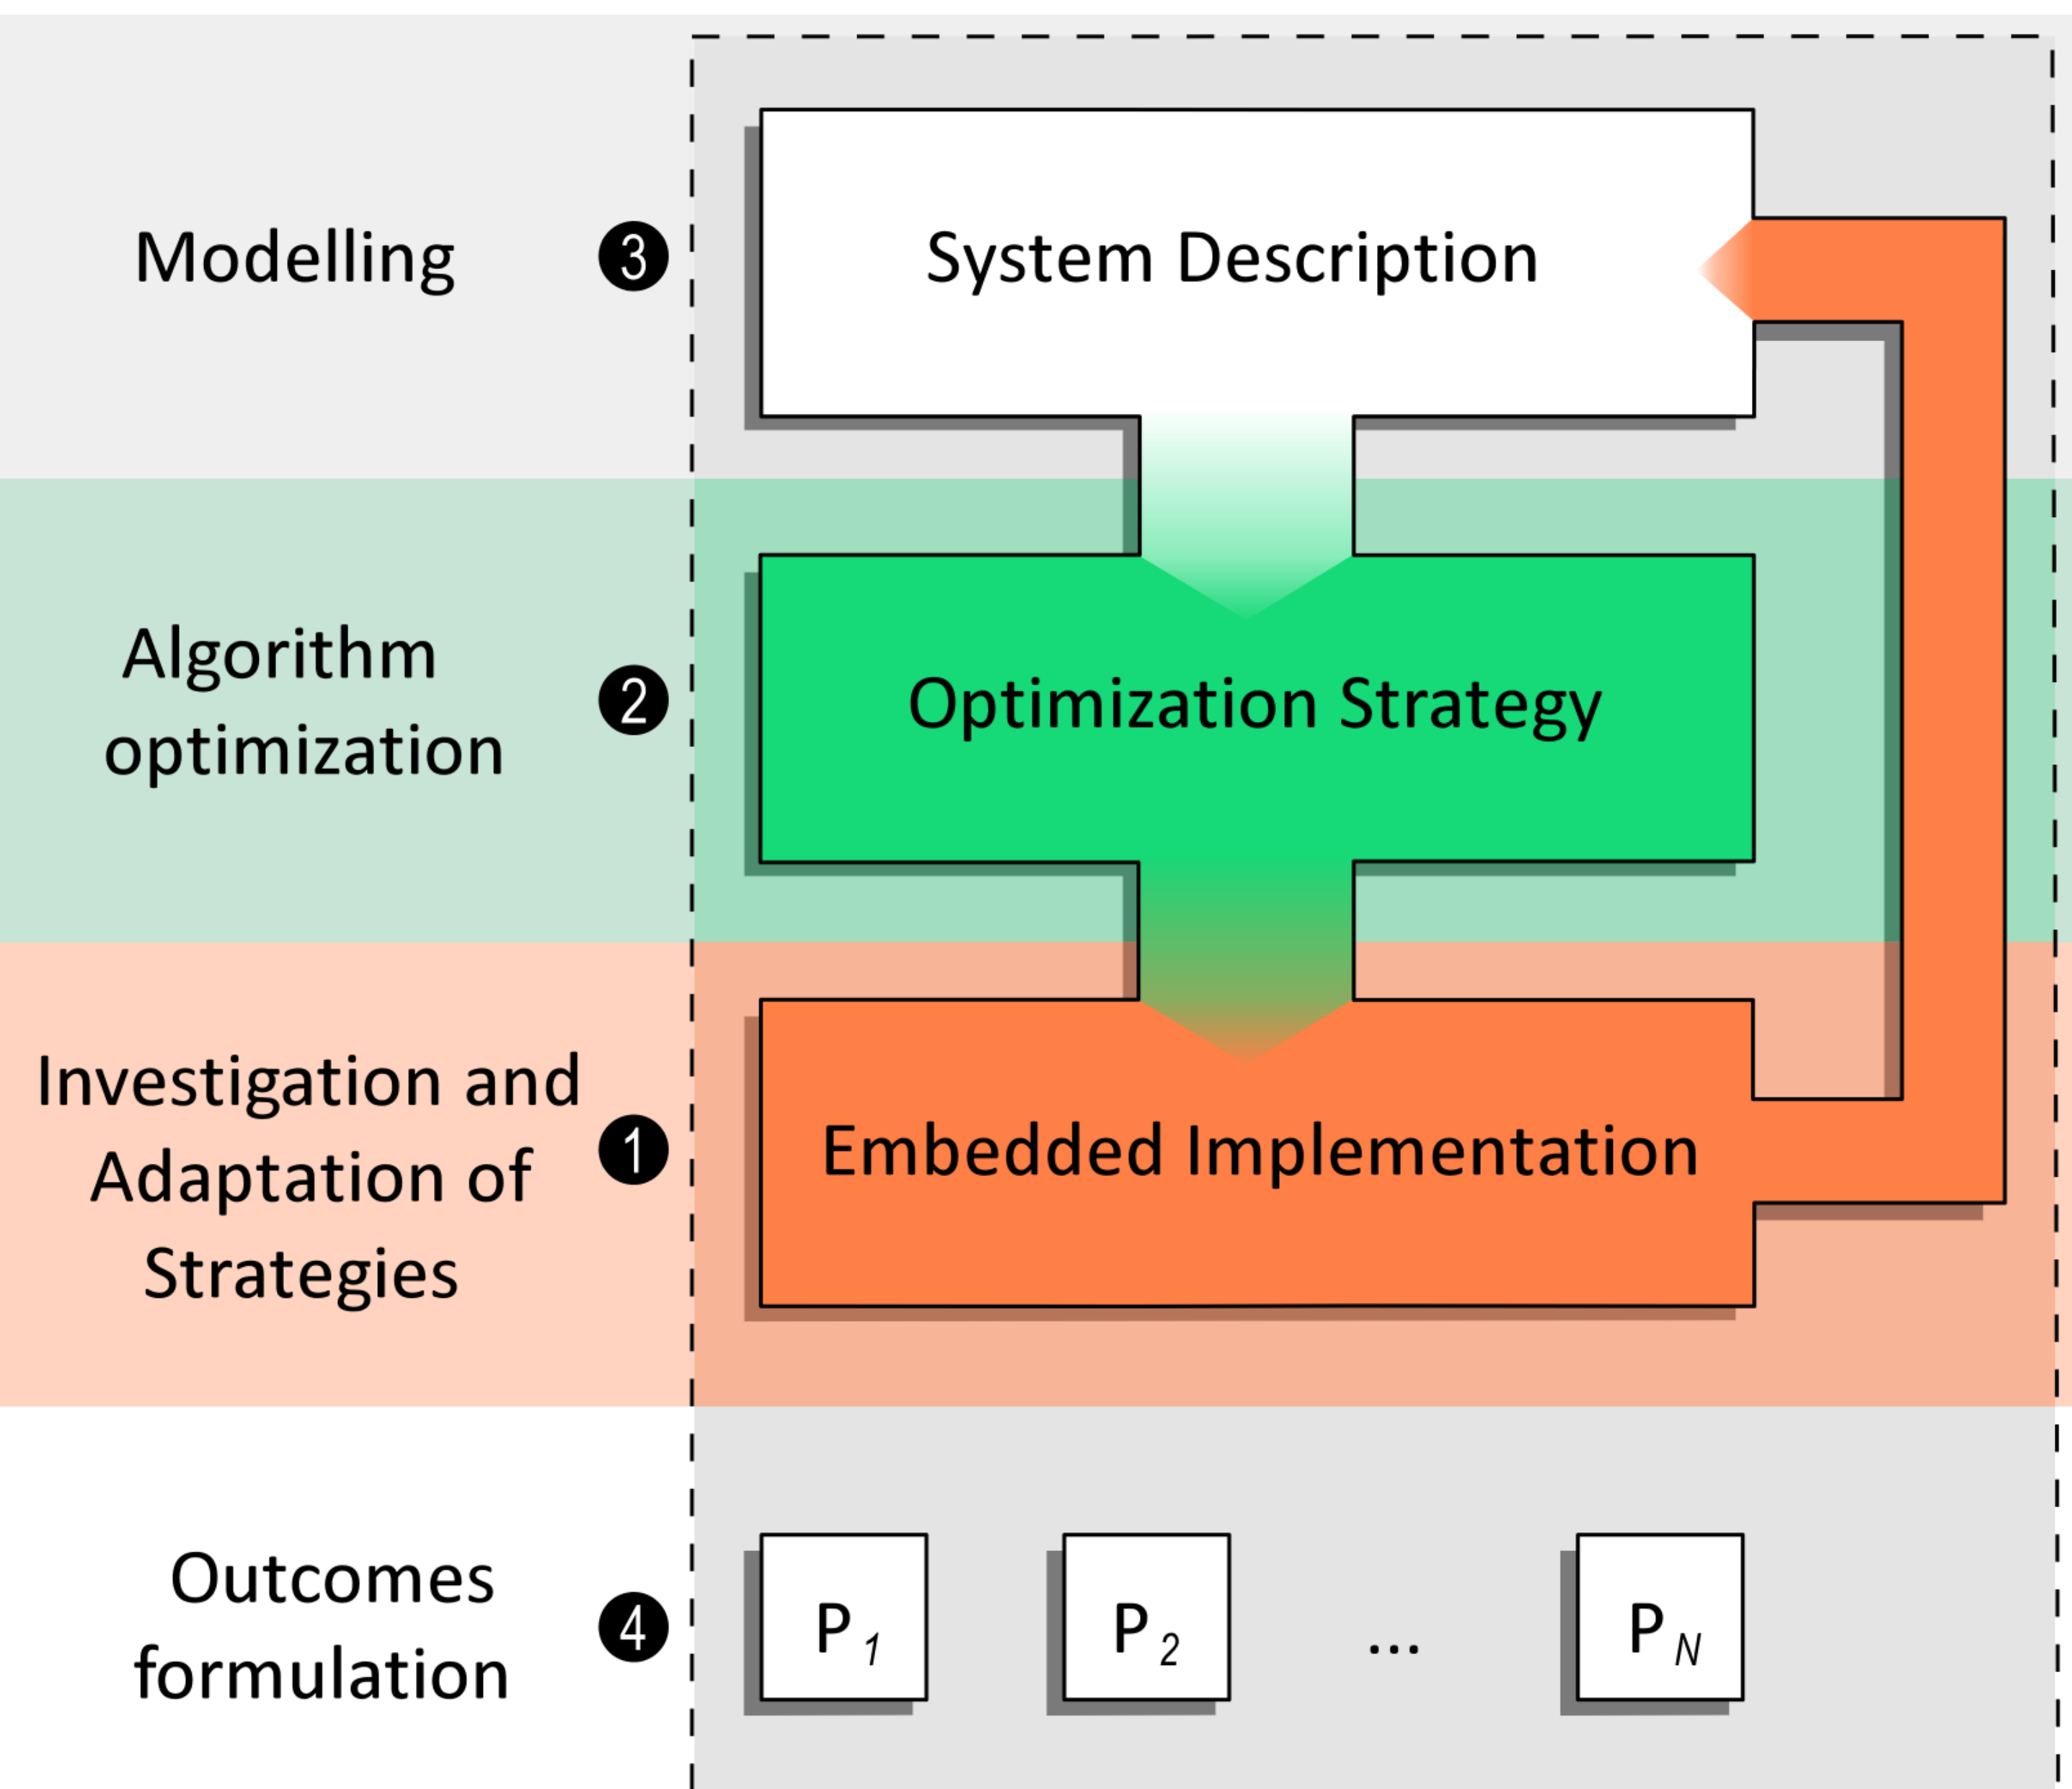 Modelling
3
System Description
Algorithm
optimization
2
Optimization Strategy
Investigation and
Adaptation of
Strategies
1
Embedded Implementation
Outcomes
formulation
4
P 1
P 2
...
P N